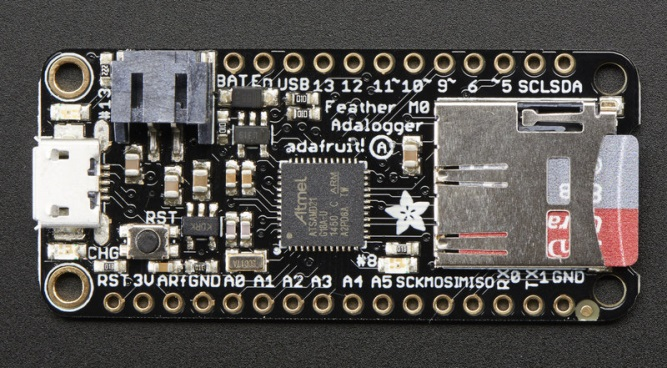 BAT EN USB 13 12 11~ 10~ 9~ 6 ~5 SCL SDA
#13
Feather M0
Adalogger
adafruit! A
Atmel
ARM
RST
CHG
#8
RST 3V ARf GND A0 A1 A2 A3 A4 A5 SCK MOSI MISO RX0 TX1 GND